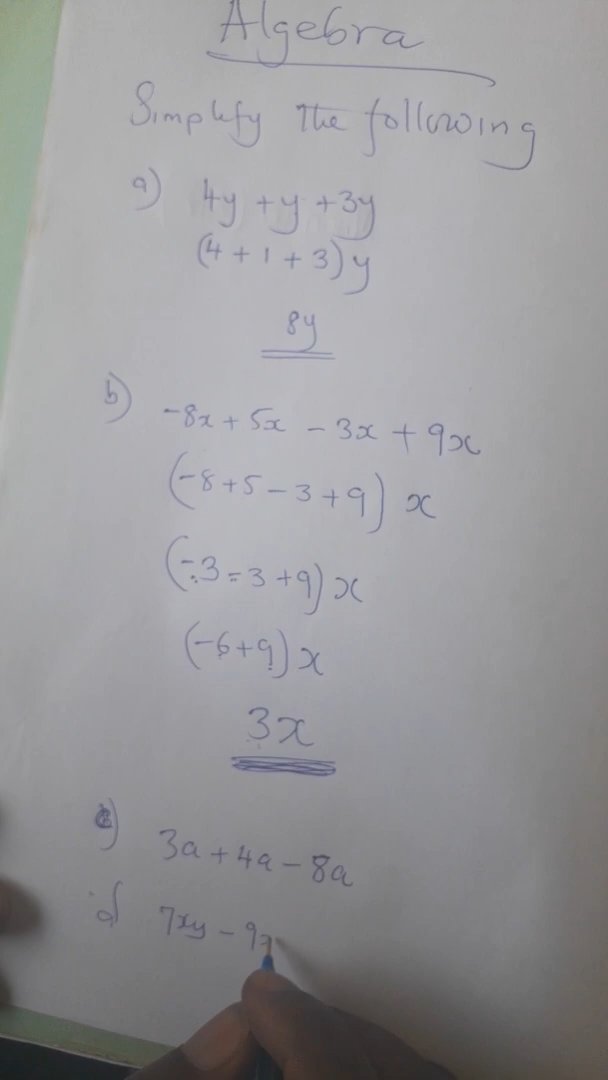 Algebra
Simplify the following
a) 4y + y + 3y
(4 + 1 + 3) y
8y
b) -8x + 5x - 3x + 9x
(-8 + 5 - 3 + 9) x
(-3 - 3 + 9) x
(-6 + 9) x
3x
c) 3a + 4a - 8a
d 7xy - 9